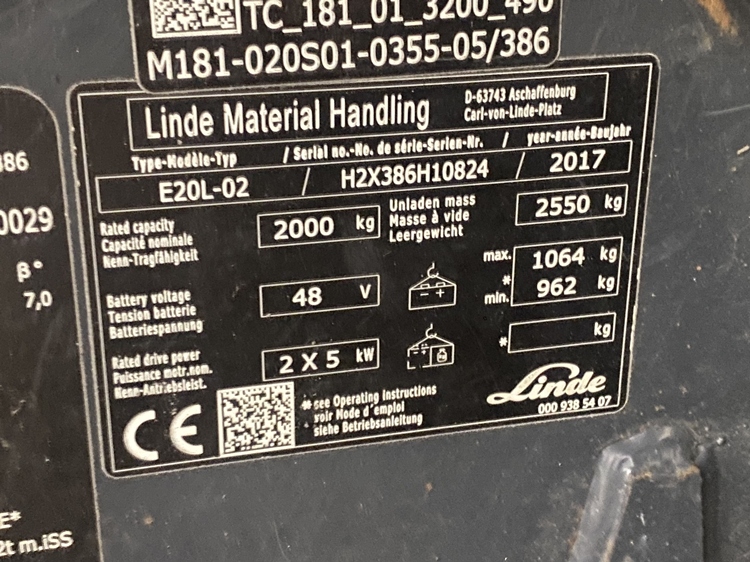 TC_181_01_3200_490
M181-020S01-0355-05/386
Linde Material Handling
D-63743 Aschaffenburg
Carl-von-Linde-Platz
Type-Modèle-Typ / Serial no.-No. de série-Serien-Nr. / year-année-Baujahr
E20L-02 / H2X386H10824 / 2017
Rated capacity
Capacité nominale
Nenn-Tragfähigkeit
2000 kg
Unladen mass
Masse à vide
Leergewicht
2550 kg
Battery voltage
Tension batterie
Batteriespannung
48 V
max. 1064 kg
*
min. 962 kg
Rated drive power
Puissance motr.nom.
Nenn-Antriebsleist.
2 X 5 kW
* kg
CE
*see Operating Instructions
voir Mode d'emploi
siehe Betriebsanleitung
Linde
000 938 54 07
386
0029
β°
7,0
E*
2t m.iSS